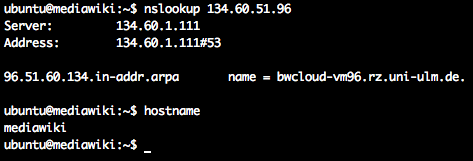 ubuntu@mediawiki:~$ nslookup 134.60.51.96
Server:         134.60.1.111
Address:        134.60.1.111#53

96.51.60.134.in-addr.arpa       name = bwcloud-vm96.rz.uni-ulm.de.

ubuntu@mediawiki:~$ hostname
mediawiki
ubuntu@mediawiki:~$ _